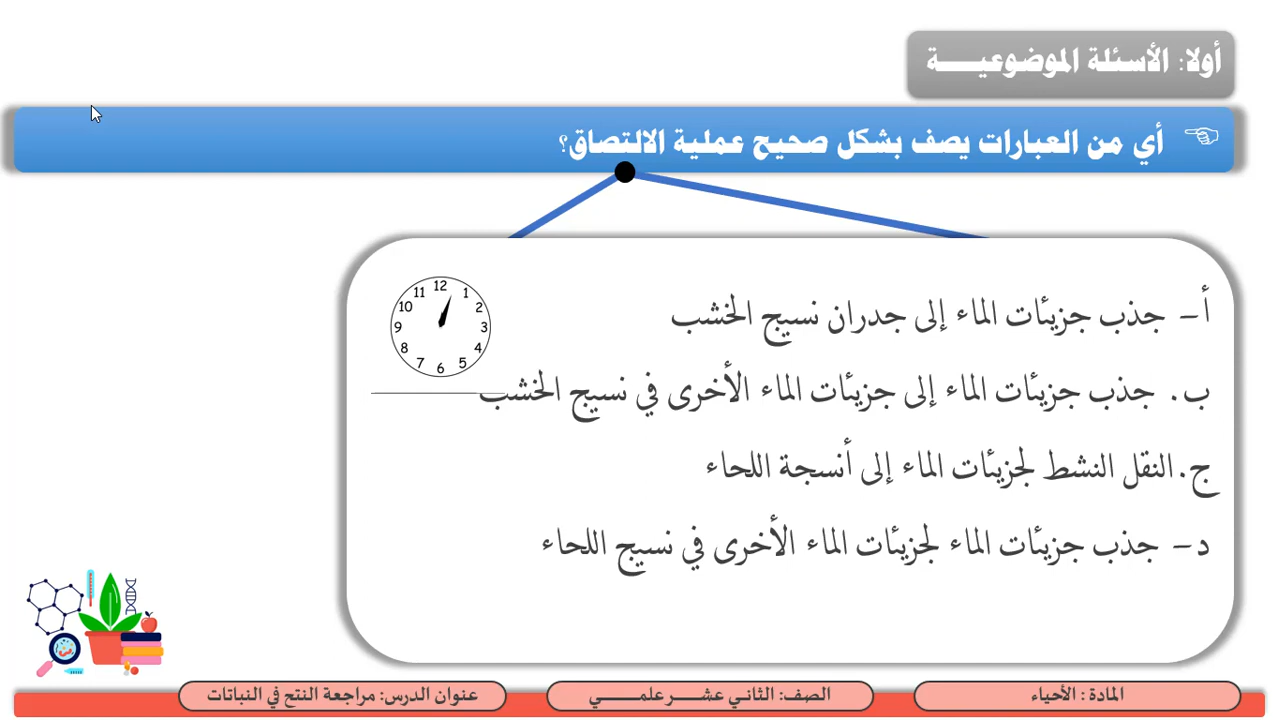 أولا: الأسئلة الموضوعيـــــة
أي من العبارات يصف بشكل صحيح عملية الالتصاق؟
أ- جذب جزيئات الماء إلى جدران نسيج الخشب
ب. جذب جزيئات الماء إلى جزيئات الماء الأخرى في نسيج الخشب
ج. النقل النشط لجزيئات الماء إلى أنسجة اللحاء
د- جذب جزيئات الماء لجزيئات الماء الأخرى في نسيج اللحاء
12
11 1
10 2
9 3
8 4
7 5
6
المادة : الأحياء
الصف: الثاني عشـــر علمـــــي
عنوان الدرس: مراجعة النتح في النباتات